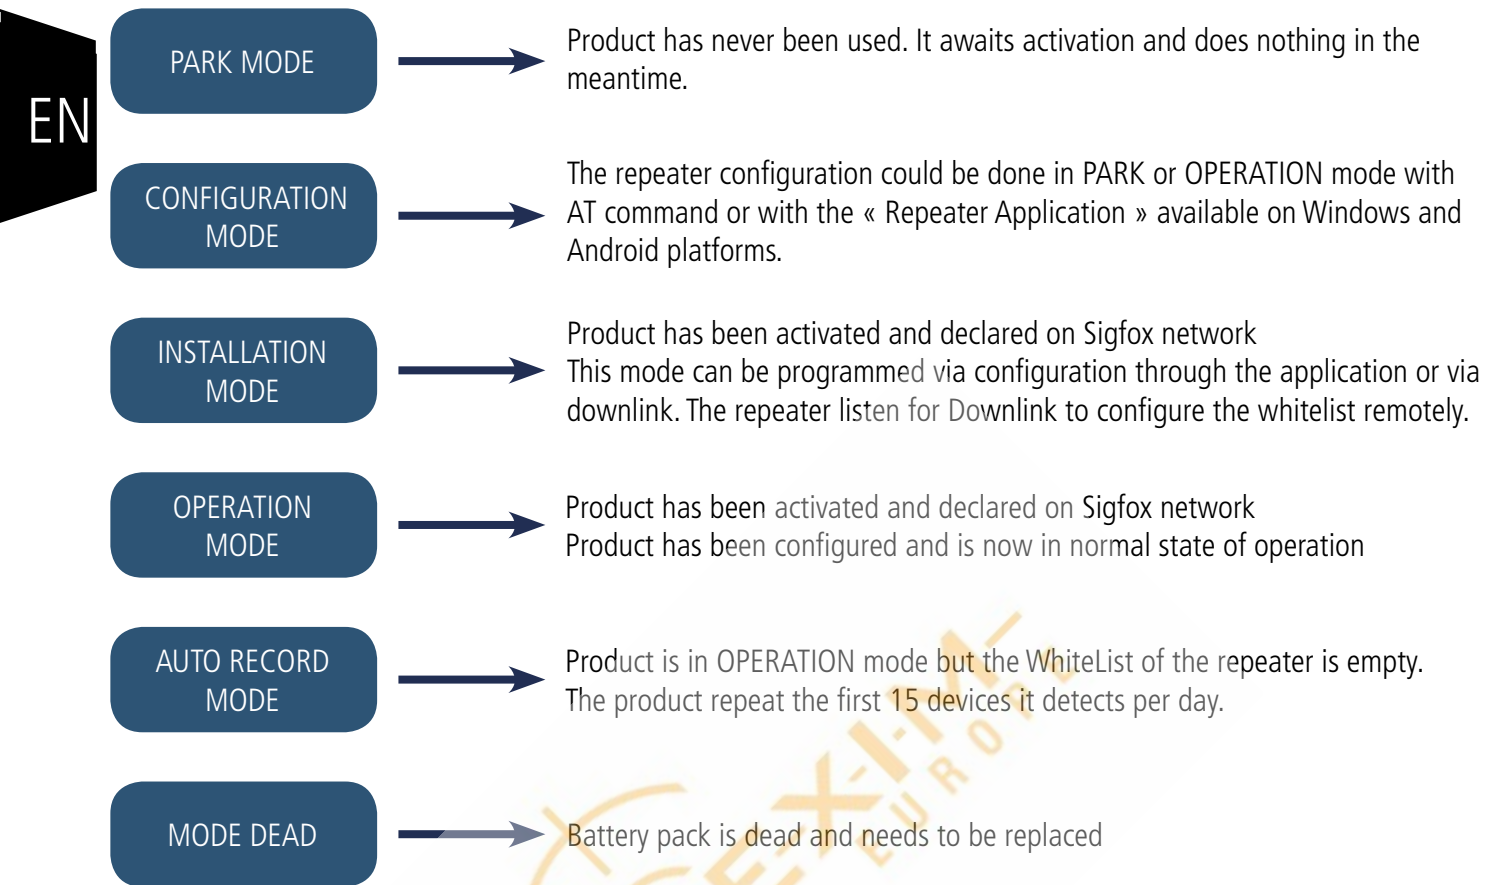 EN
PARK MODE
Product has never been used. It awaits activation and does nothing in the
meantime.
CONFIGURATION
MODE
The repeater configuration could be done in PARK or OPERATION mode with
AT command or with the « Repeater Application » available on Windows and
Android platforms.
INSTALLATION
MODE
Product has been activated and declared on Sigfox network
This mode can be programmed via configuration through the application or via
downlink. The repeater listen for Downlink to configure the whitelist remotely.
OPERATION
MODE
Product has been activated and declared on Sigfox network
Product has been configured and is now in normal state of operation
AUTO RECORD
MODE
Product is in OPERATION mode but the WhiteList of the repeater is empty.
The product repeat the first 15 devices it detects per day.
MODE DEAD
Battery pack is dead and needs to be replaced
EXIM
EUROPE